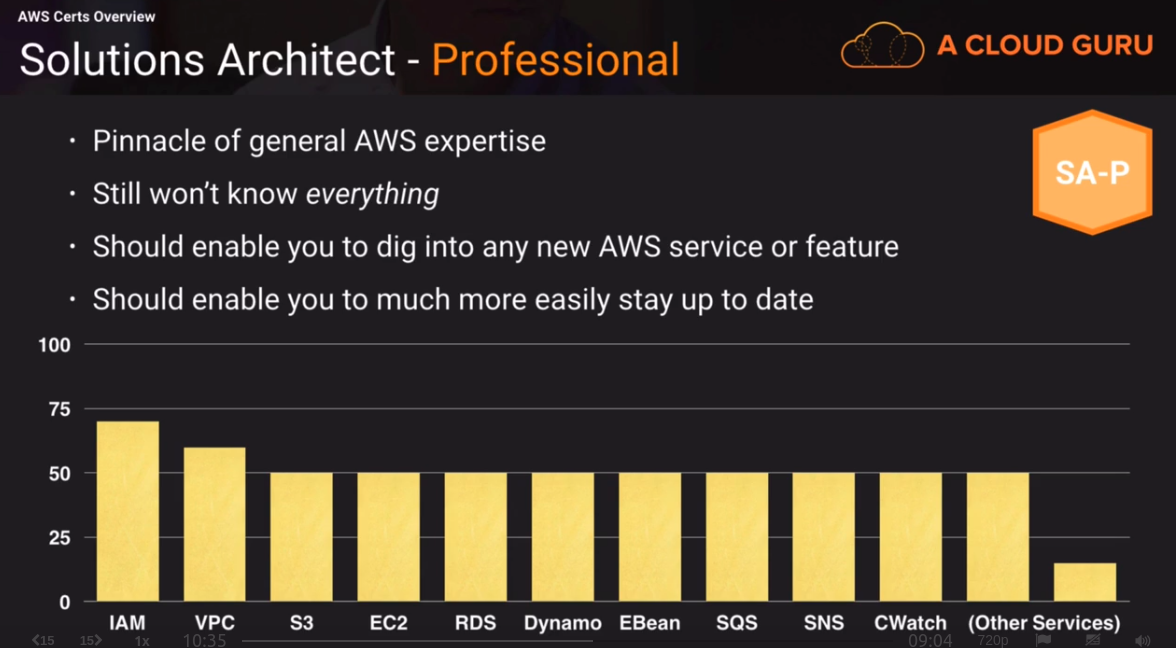 AWS Certs Overview
Solutions Architect - Professional
A CLOUD GURU
SA-P
· Pinnacle of general AWS expertise
· Still won't know everything
· Should enable you to dig into any new AWS service or feature
· Should enable you to much more easily stay up to date
100
75
50
25
0
IAM VPC S3 EC2 RDS Dynamo EBean SQS SNS CWatch (Other Services)
15 15 1x 10:35 09:04 720p